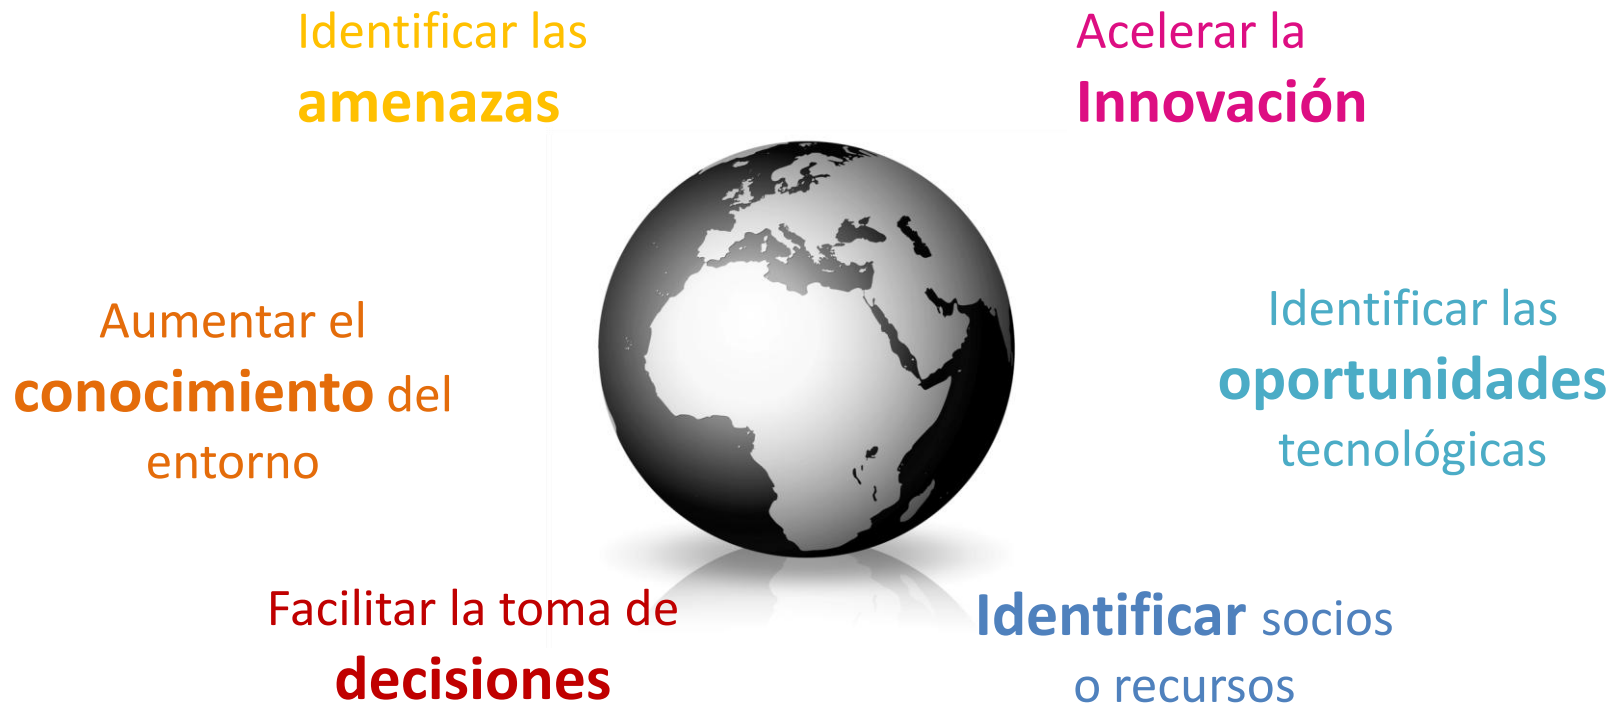 Identificar las
amenazas
Acelerar la
Innovación
Aumentar el
conocimiento del
entorno
Identificar las
oportunidades
tecnológicas
Facilitar la toma de
decisiones
Identificar socios
o recursos